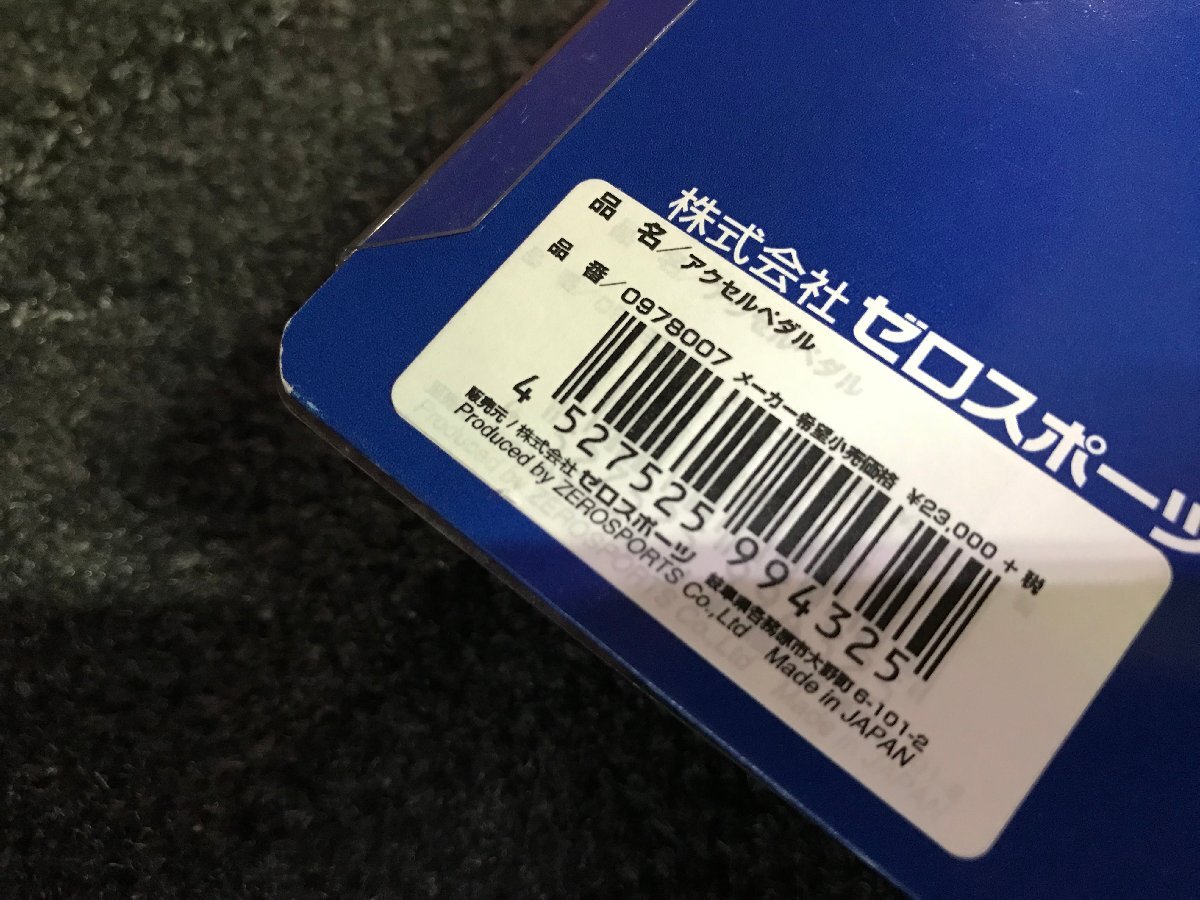 株式会社 ゼロスポーツ
品 名/アクセルペダル
品 番/0978007 メーカー希望小売価格 ¥23,000 + 税
4 527525 994325
販売元/株式会社 ゼロスポーツ 岐阜県各務原市大野町 6-101-2
Produced by ZEROSPORTS Co.,Ltd Made in JAPAN